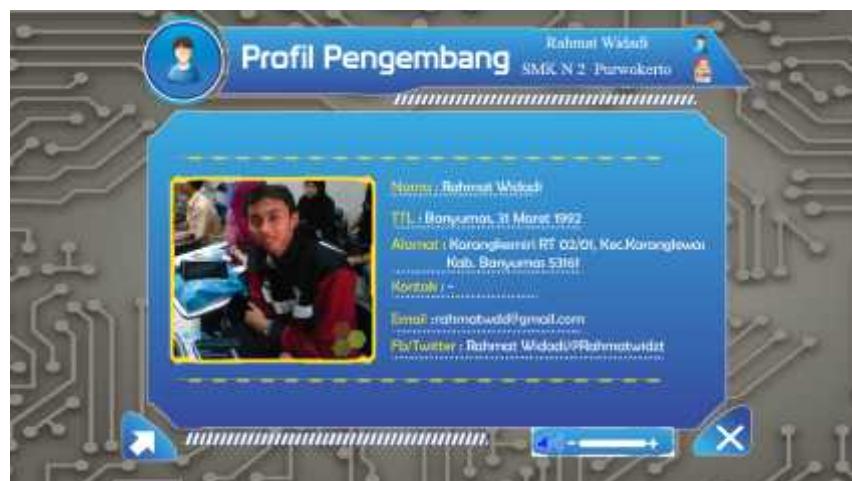 Profil Pengembang
Rahmat Widadi
SMK N 2 Purwokerto
Nama : Rahmat Widadi
TTL : Banyumas, 31 Maret 1992
Alamat : Karangkemiri RT 02/01, Kec.Karanglewas
Kab. Banyumas 53161
Kontak : -
Email :rahmatwdd@gmail.com
Fb/Twitter : Rahmat Widadi/@Rahmatwidzt